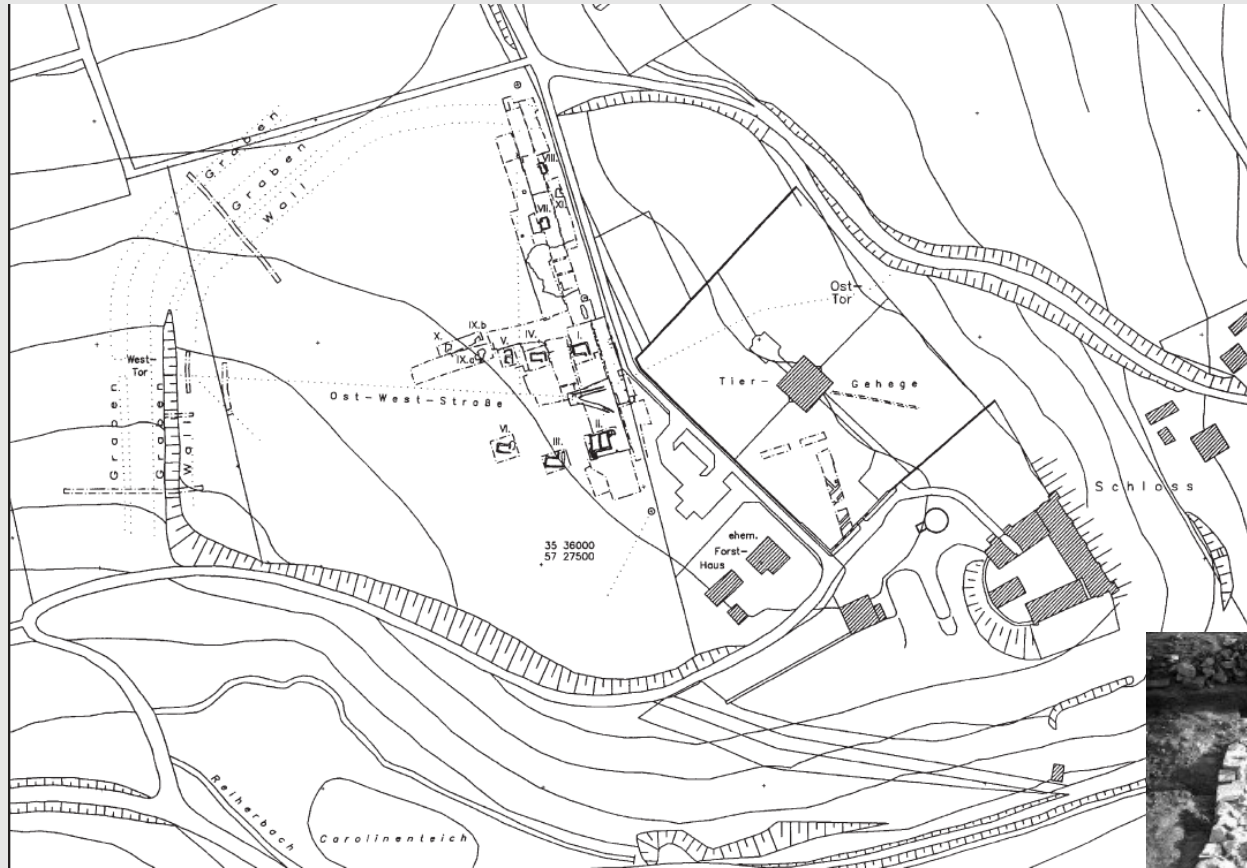 Graben
Graben
Wall
VIII.
XI.
VII.
Ost-
Tor
IX.b
X.
IX.a
V.
IV.
I.
West-
Tor
Tier-
Gehege
Ost-West-Straße
Graben
Graben
Wall
VI.
III.
II.
Schloss
35 36000
57 27500
ehem.
Forst-
Haus
Reiherbach
Carolinenteich